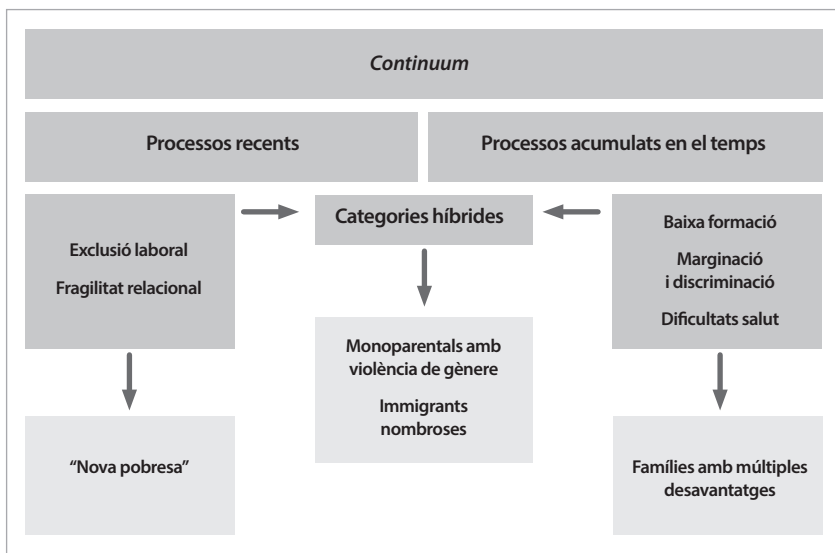 Continuum
Processos recents
Processos acumulats en el temps
Exclusió laboral
Fragilitat relacional
Categories híbrides
Baixa formació
Marginació
i discriminació
Dificultats salut
Monoparentals amb
violència de gènere
Immigrants
nombroses
“Nova pobresa”
Famílies amb múltiples
desavantatges